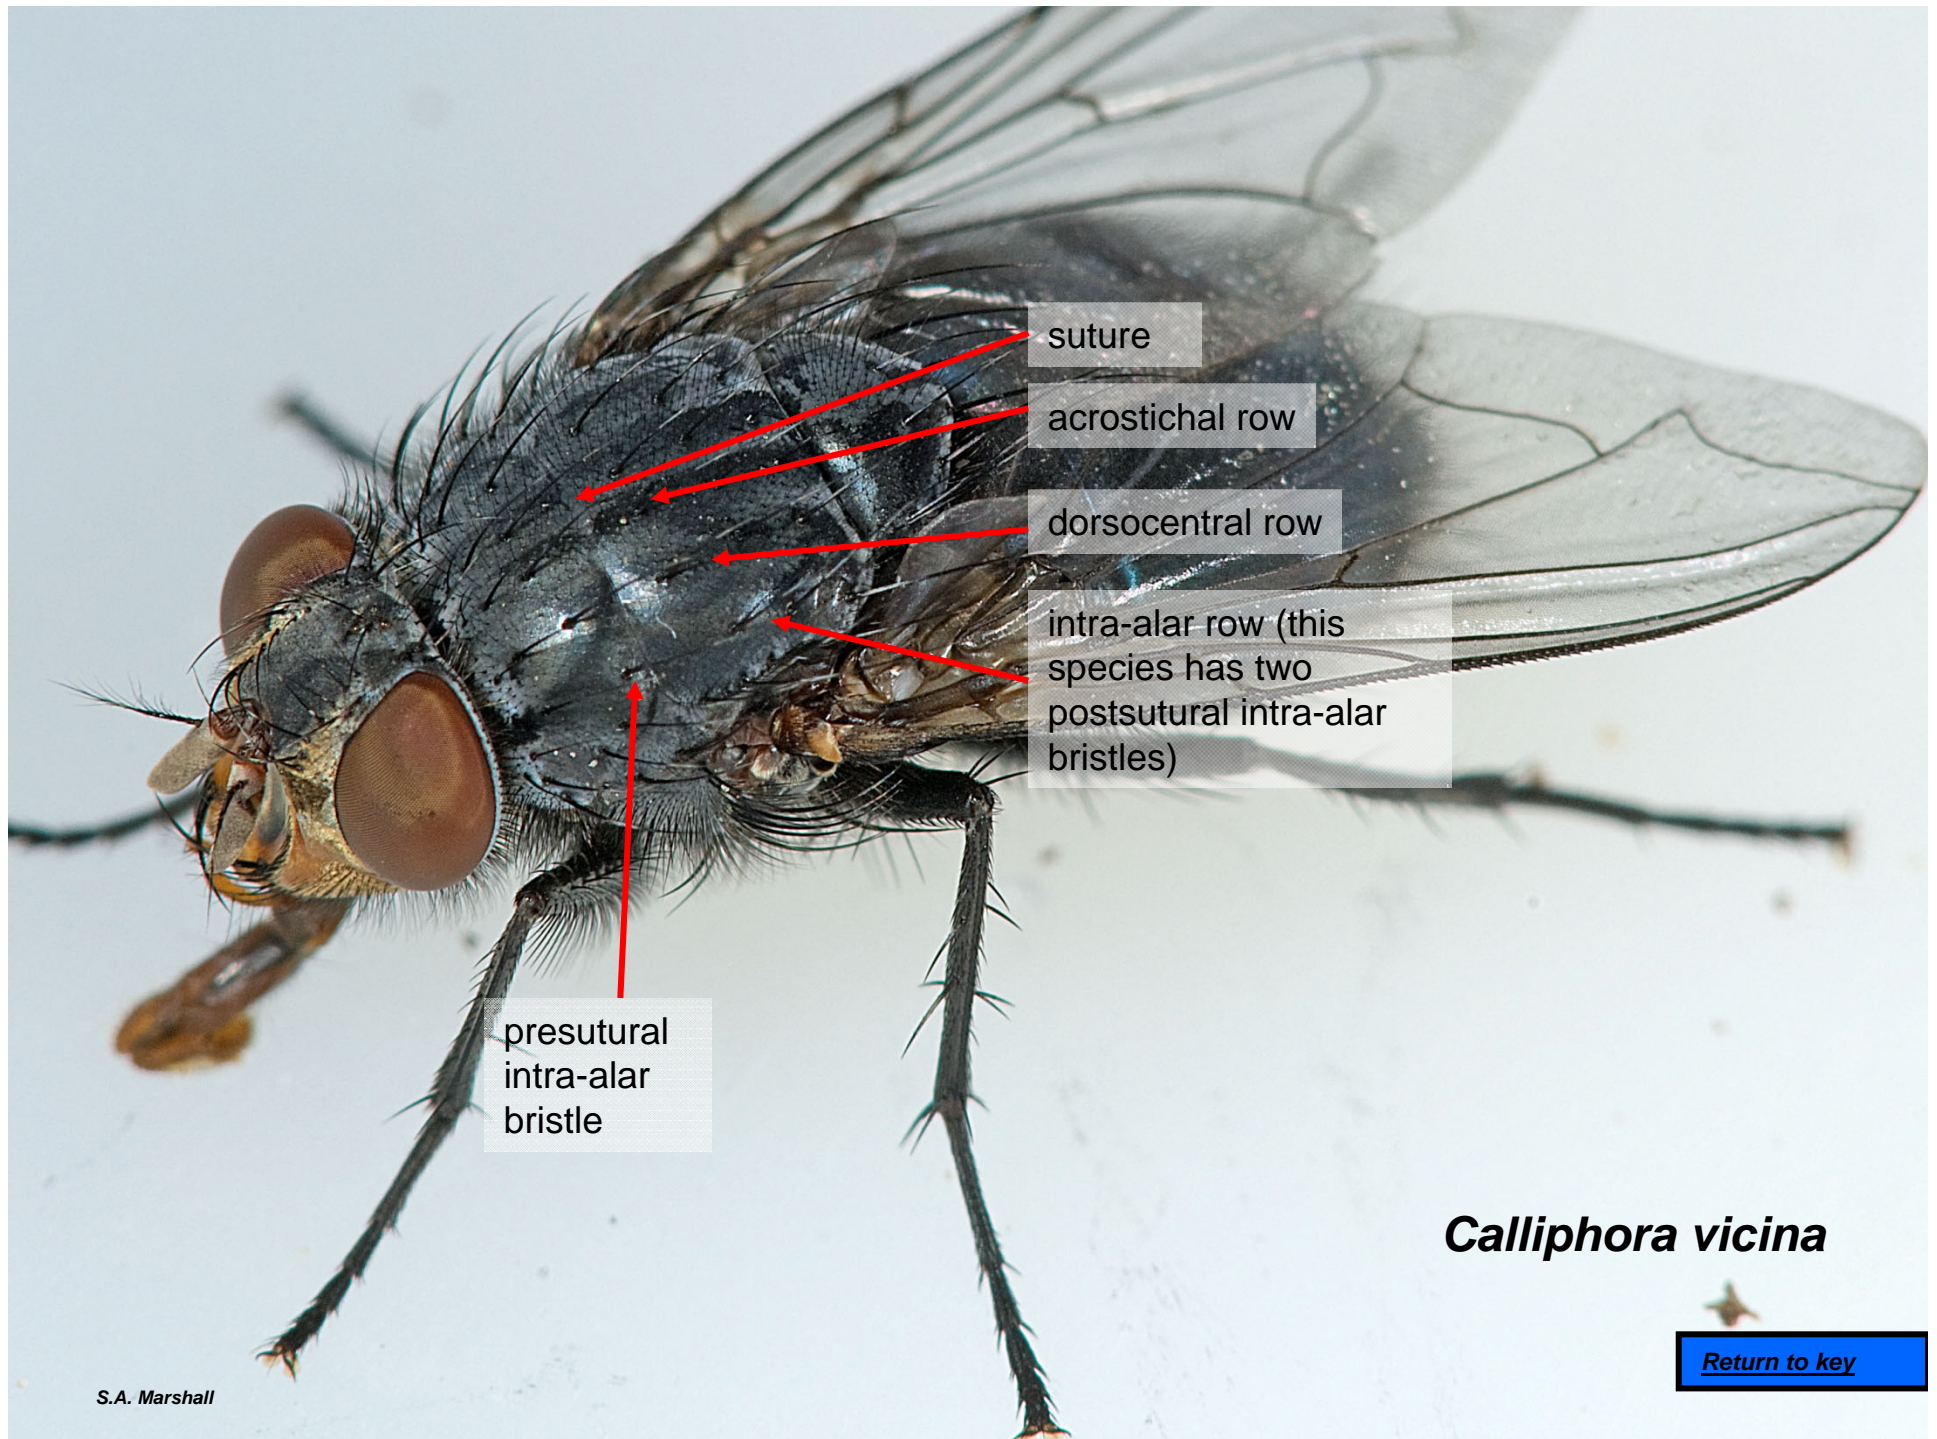 suture
acrostichal row
dorsocentral row
intra-alar row (this
species has two
postsutural intra-alar
bristles)
presutural
intra-alar
bristle
Calliphora vicina
Return to key
S.A. Marshall